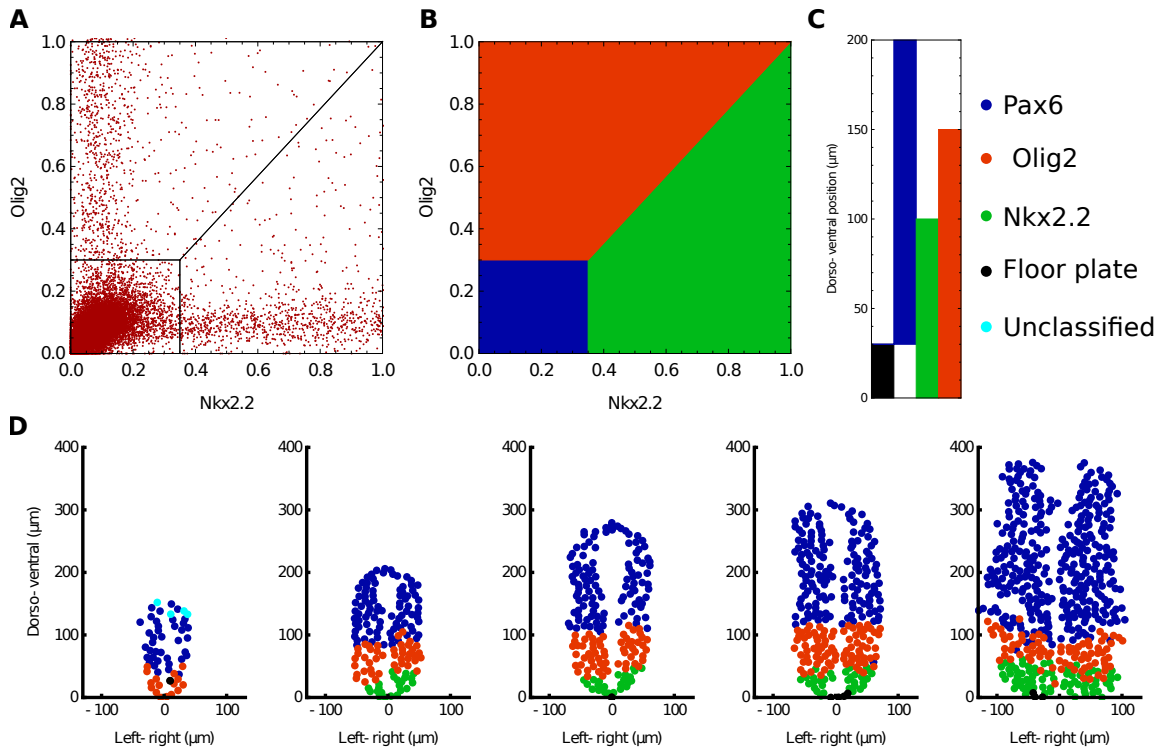 A
B
C
1.0
0.8
0.6
0.4
0.2
0.0
Olig2
0.0 0.2 0.4 0.6 0.8 1.0
Nkx2.2
1.0
0.8
0.6
0.4
0.2
0.0
Olig2
0.0 0.2 0.4 0.6 0.8 1.0
Nkx2.2
200
150
100
50
0
Dorso- ventral position (μm)
Pax6
Olig2
Nkx2.2
Floor plate
Unclassified
D
Dorso- ventral (μm)
400
300
200
100
0
- 100 0 100
Left- right (μm)
400
300
200
100
0
- 100 0 100
Left- right (μm)
400
300
200
100
0
- 100 0 100
Left- right (μm)
400
300
200
100
0
- 100 0 100
Left- right (μm)
400
300
200
100
0
- 100 0 100
Left- right (μm)